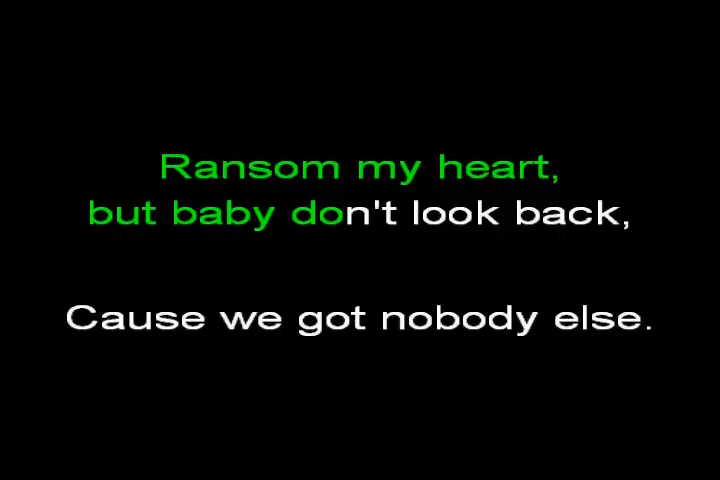 Ransom my heart,
but baby don't look back,
Cause we got nobody else.